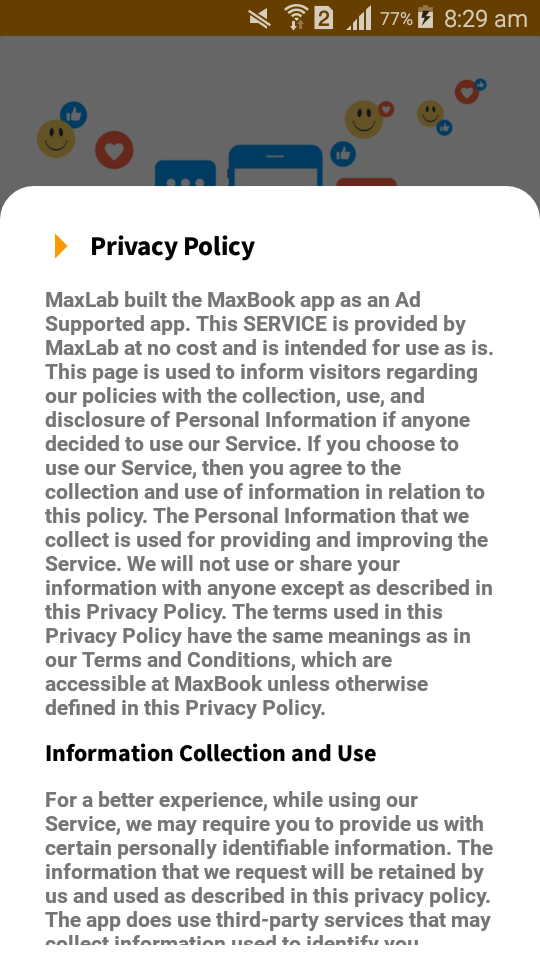 2
77%
8:29 am
Privacy Policy
MaxLab built the MaxBook app as an Ad
Supported app. This SERVICE is provided by
MaxLab at no cost and is intended for use as is.
This page is used to inform visitors regarding
our policies with the collection, use, and
disclosure of Personal Information if anyone
decided to use our Service. If you choose to
use our Service, then you agree to the
collection and use of information in relation to
this policy. The Personal Information that we
collect is used for providing and improving the
Service. We will not use or share your
information with anyone except as described in
this Privacy Policy. The terms used in this
Privacy Policy have the same meanings as in
our Terms and Conditions, which are
accessible at MaxBook unless otherwise
defined in this Privacy Policy.
Information Collection and Use
For a better experience, while using our
Service, we may require you to provide us with
certain personally identifiable information. The
information that we request will be retained by
us and used as described in this privacy policy.
The app does use third-party services that may
collect information used to identify you